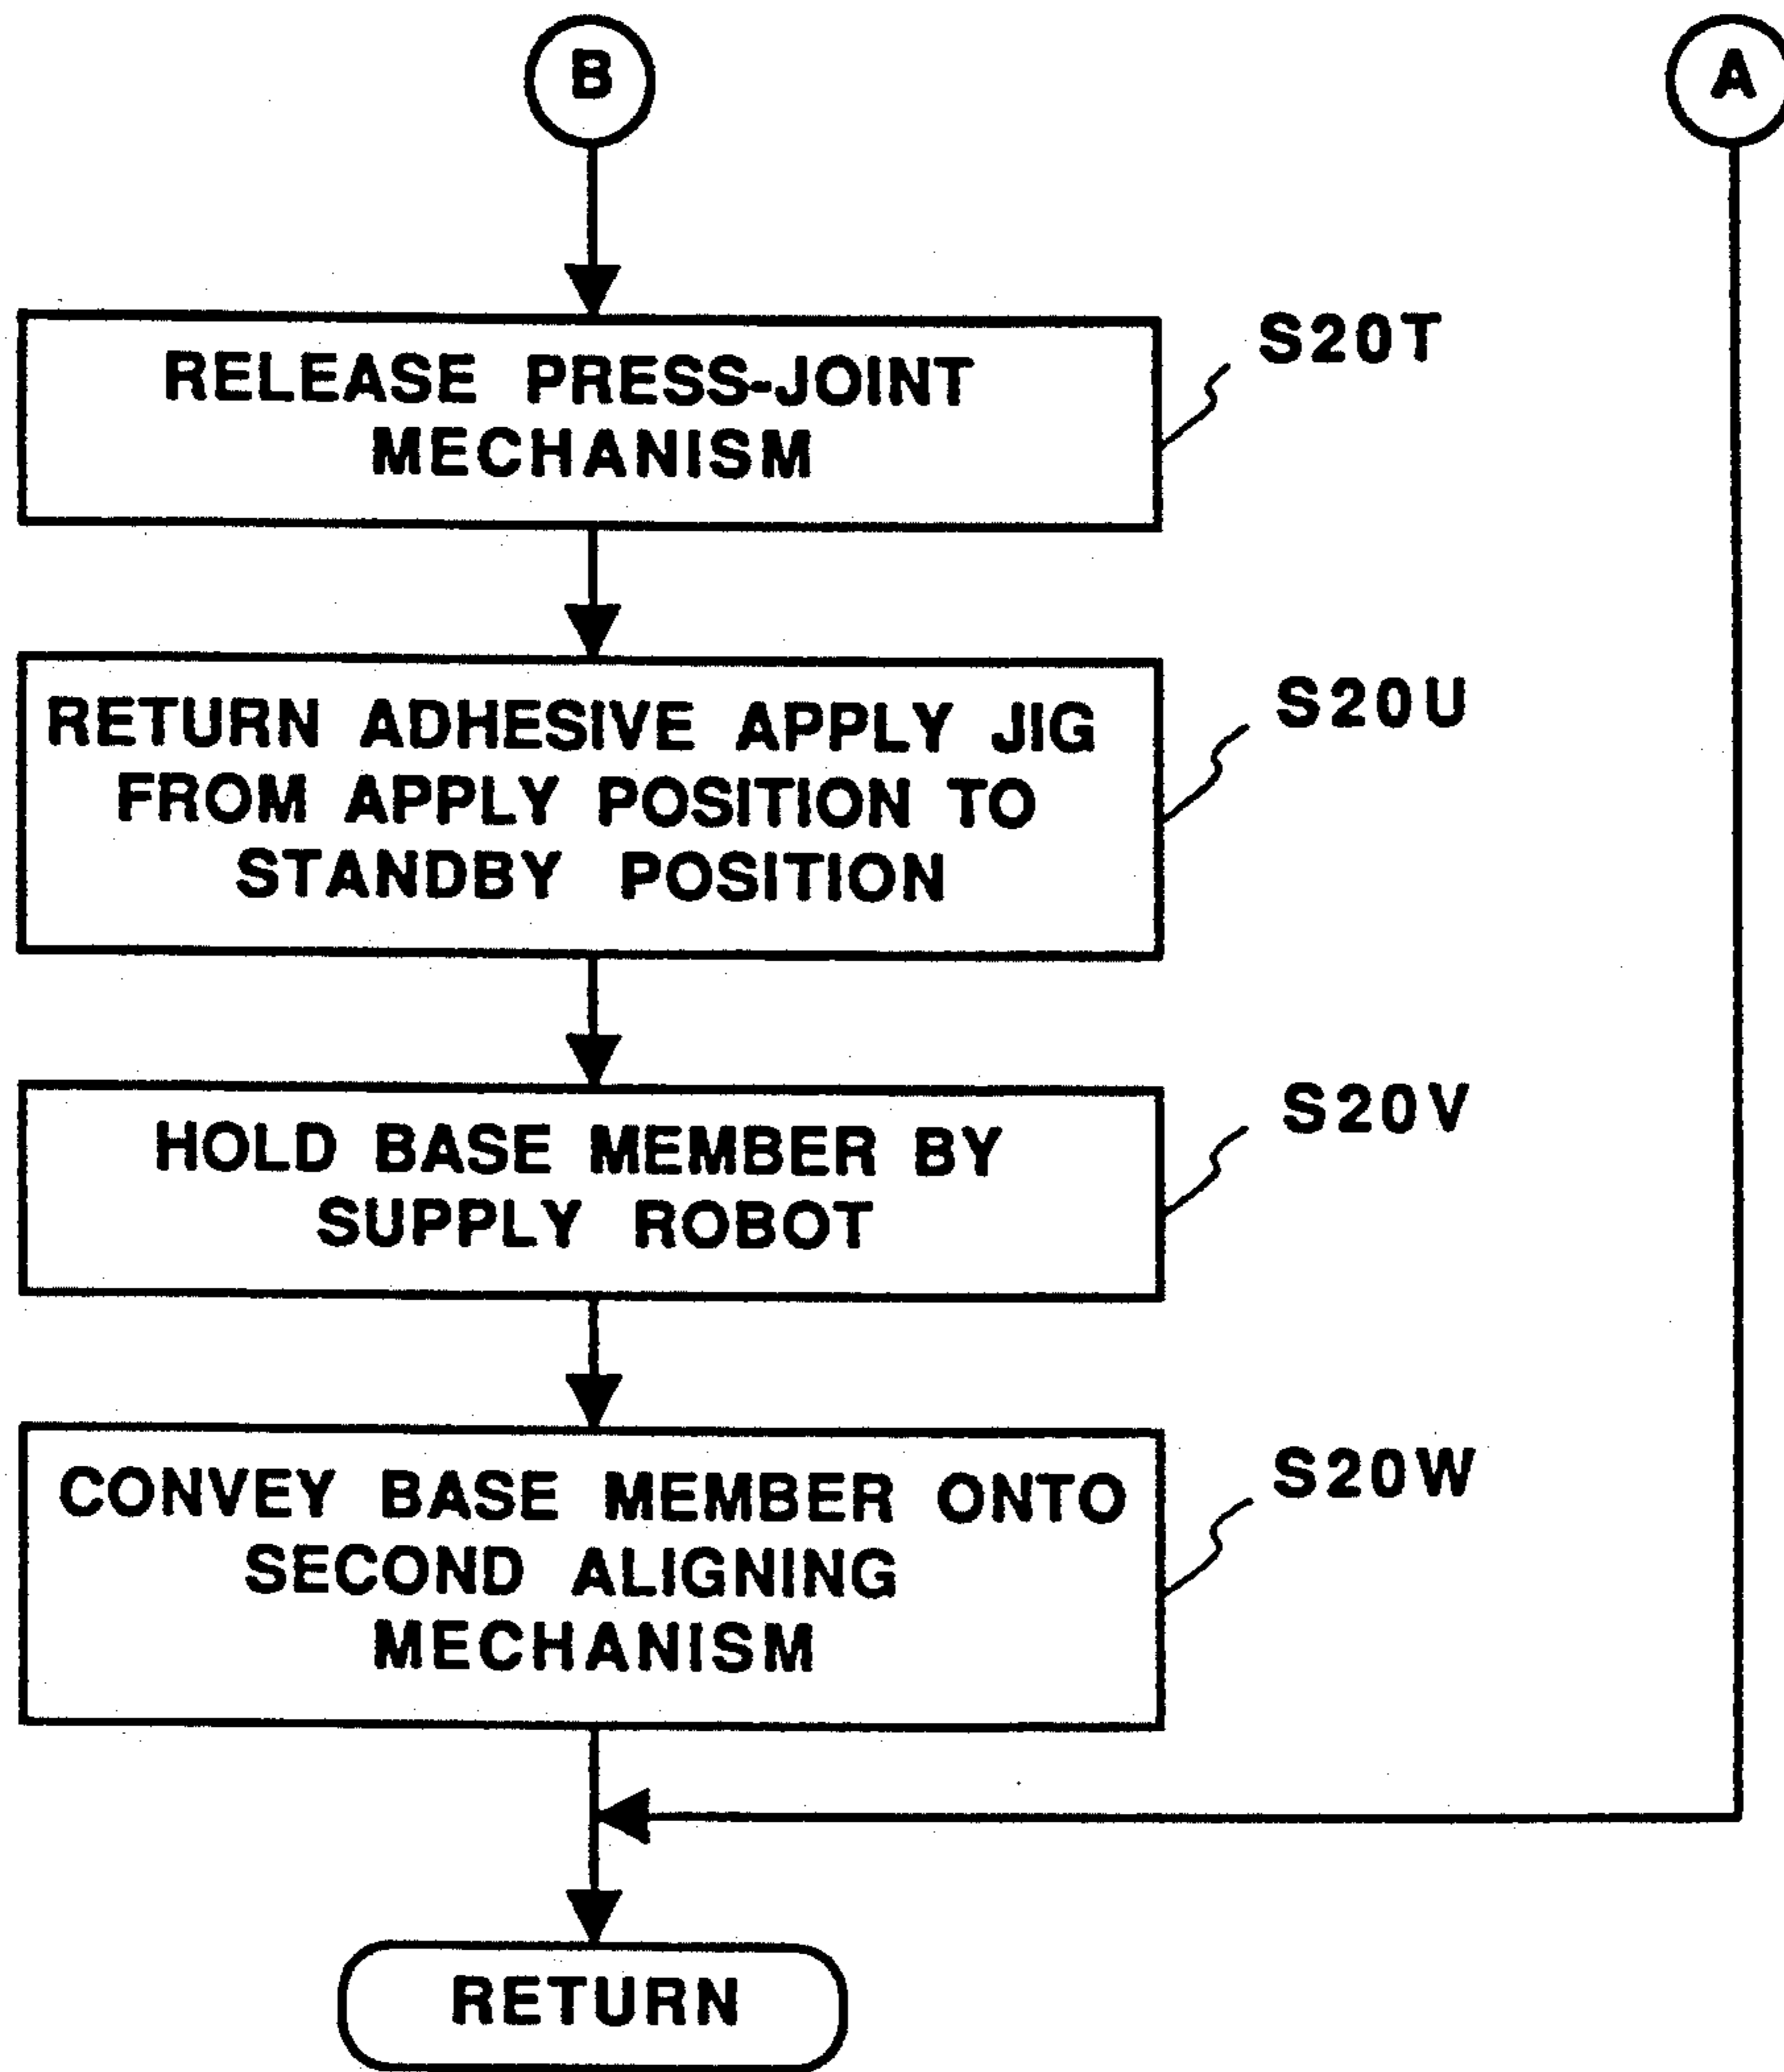 B
A
RELEASE PRESS-JOINT
MECHANISM
S20T
RETURN ADHESIVE APPLY JIG
FROM APPLY POSITION TO
STANDBY POSITION
S20U
HOLD BASE MEMBER BY
SUPPLY ROBOT
S20V
CONVEY BASE MEMBER ONTO
SECOND ALIGNING
MECHANISM
S20W
RETURN